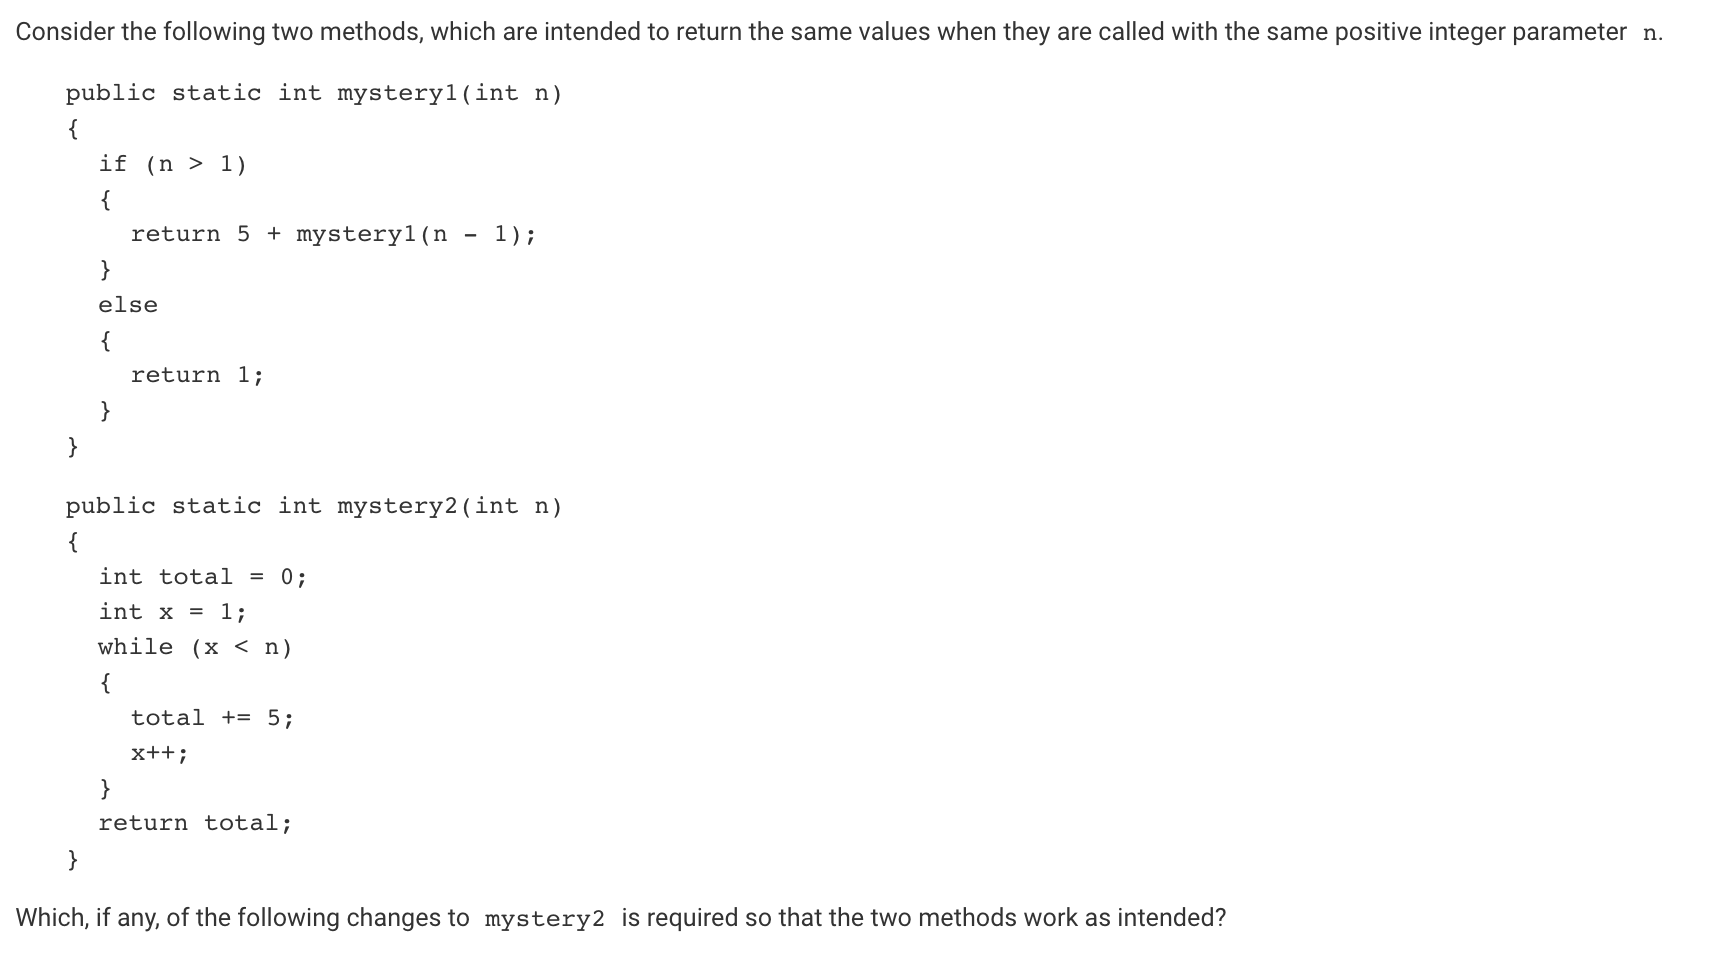 Consider the following two methods, which are intended to return the same values when they are called with the same positive integer parameter n.
public static int mystery1(int n)
{
if (n > 1)
{
return 5 + mystery1(n - 1);
}
else
{
return 1;
}
}
public static int mystery2(int n)
{
int total = 0;
int x = 1;
while (x < n)
{
total += 5;
x++;
}
return total;
}
Which, if any, of the following changes to mystery2 is required so that the two methods work as intended?